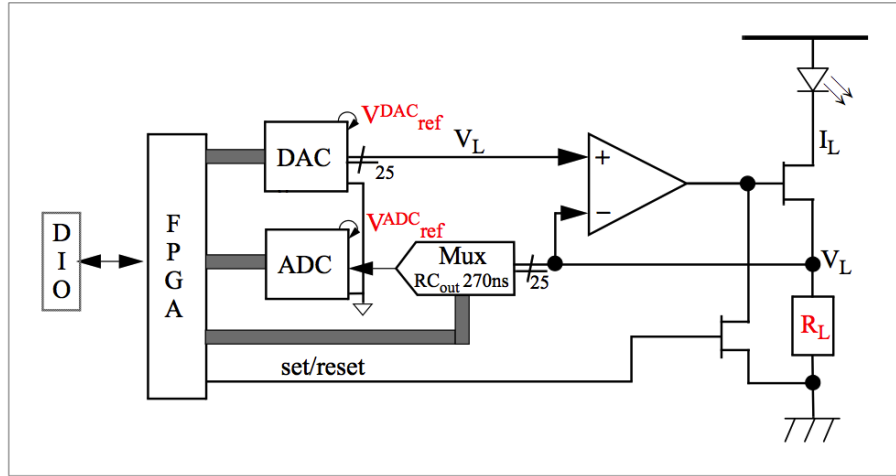 V^DAC_ref
DAC
25
V_L
+
−
I_L
F
P
G
A
D
I
O
V^ADC_ref
ADC
Mux
RC_out 270ns
25
V_L
R_L
set/reset